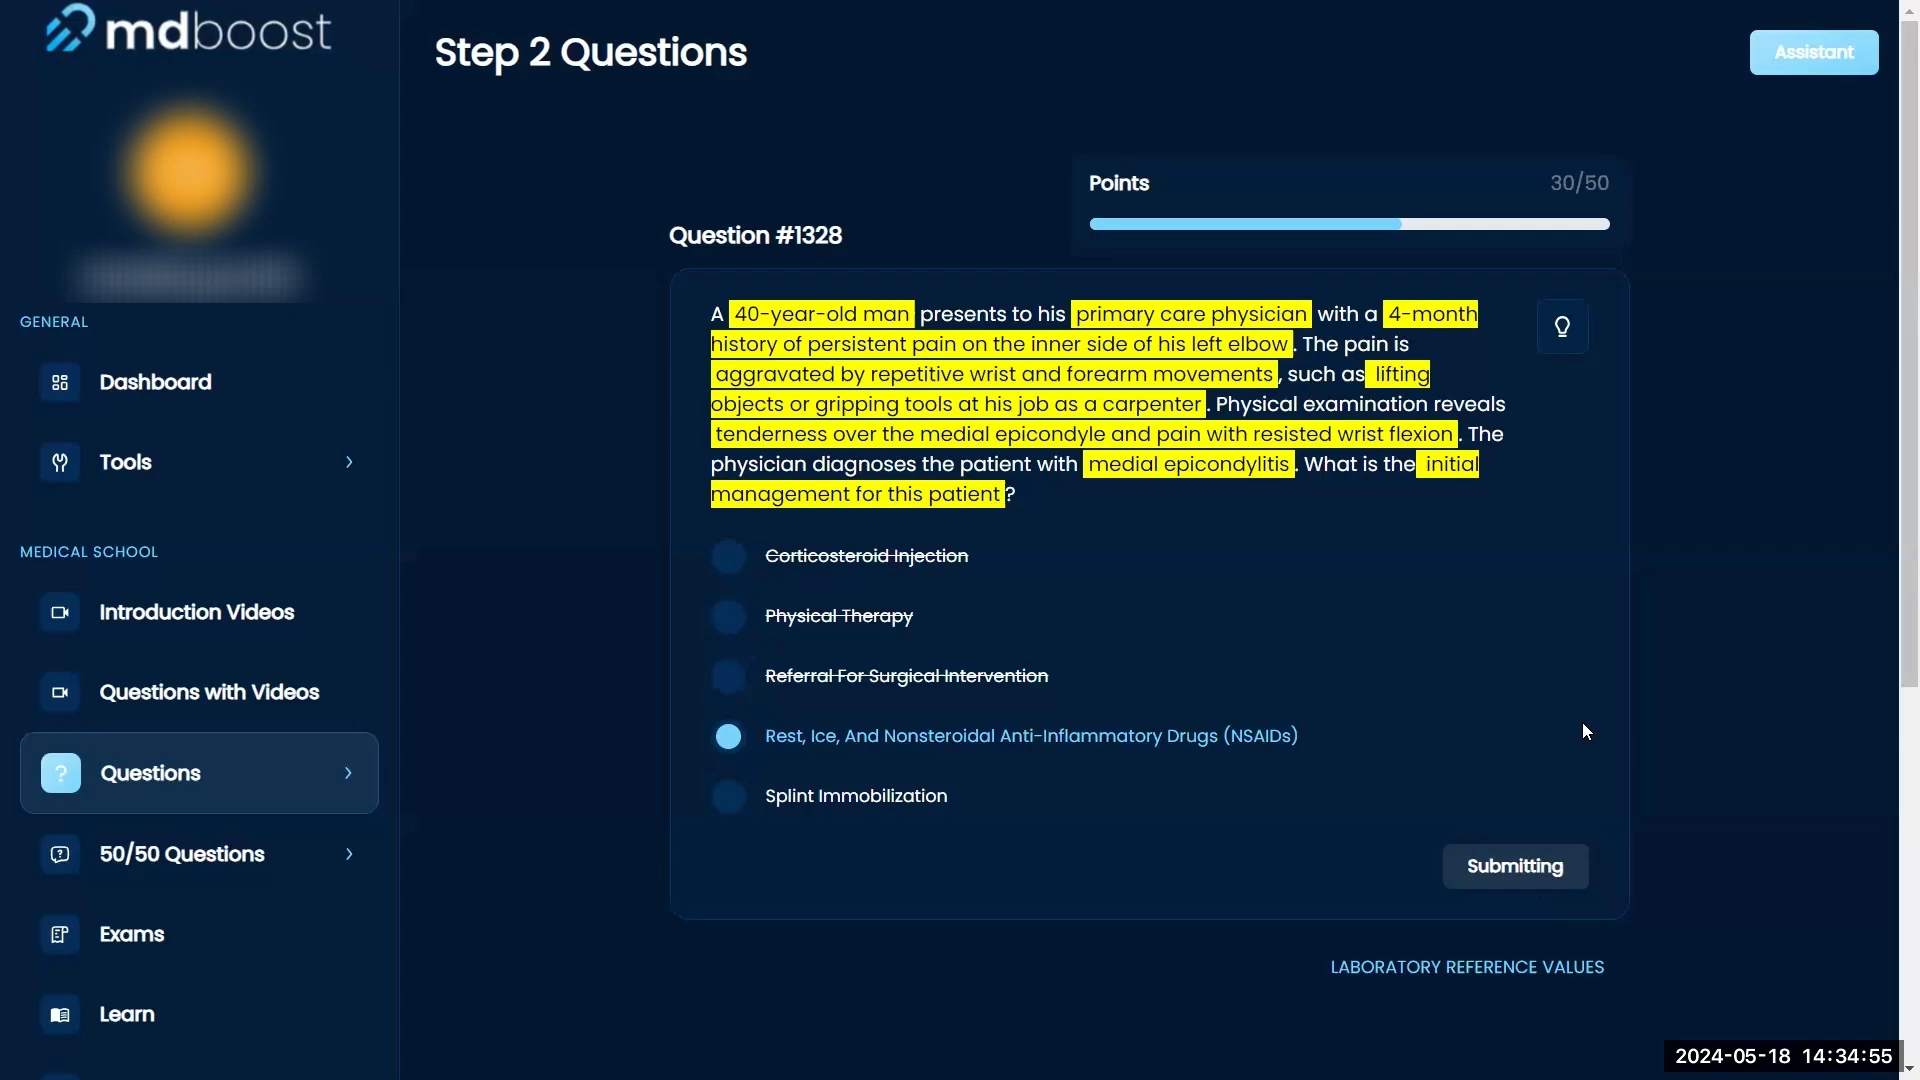 mdboost
Step 2 Questions
Assistant
Points 30/50
Question #1328
A 40-year-old man presents to his primary care physician with a 4-month
history of persistent pain on the inner side of his left elbow. The pain is
aggravated by repetitive wrist and forearm movements, such as lifting
objects or gripping tools at his job as a carpenter. Physical examination reveals
tenderness over the medial epicondyle and pain with resisted wrist flexion. The
physician diagnoses the patient with medial epicondylitis. What is the initial
management for this patient?
Corticosteroid Injection
Physical Therapy
Referral For Surgical Intervention
Rest, Ice, And Nonsteroidal Anti-Inflammatory Drugs (NSAIDs)
Splint Immobilization
Submitting
LABORATORY REFERENCE VALUES
GENERAL
Dashboard
Tools
MEDICAL SCHOOL
Introduction Videos
Questions with Videos
Questions
50/50 Questions
Exams
Learn
2024-05-18 14:34:55